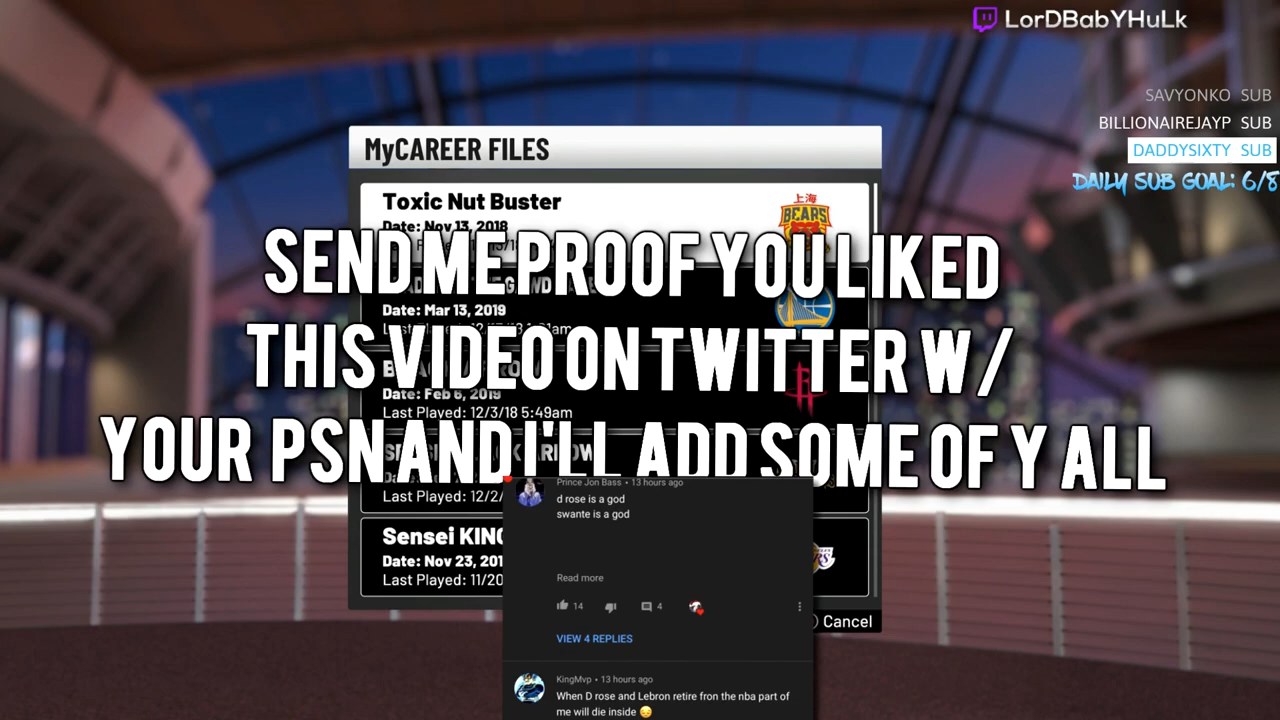 LorDBabYHuLk
SAVYONKO SUB
BILLIONAIREJAYP SUB
DADDYSIXTY SUB
DAILY SUB GOAL: 6/8
MyCAREER FILES
Toxic Nut Buster
上海
BEARS
Date: Nov 13, 2018
SEND ME PROOF YOU LIKED
Date: Mar 13, 2019
THIS VIDEO ON TWITTER W/
Date: Feb 6, 2019
Last Played: 12/3/18 5:49am
YOUR PSN AND I'LL ADD SOME OF Y ALL
Last Played: 12/2/
Prince Jon Bass • 13 hours ago
d rose is a god
swante is a god
Sensei KING
Date: Nov 23, 201
Last Played: 11/20
Read more
14
4
Cancel
VIEW 4 REPLIES
KingMvp • 13 hours ago
When D rose and Lebron retire fron the nba part of
me will die inside 😔